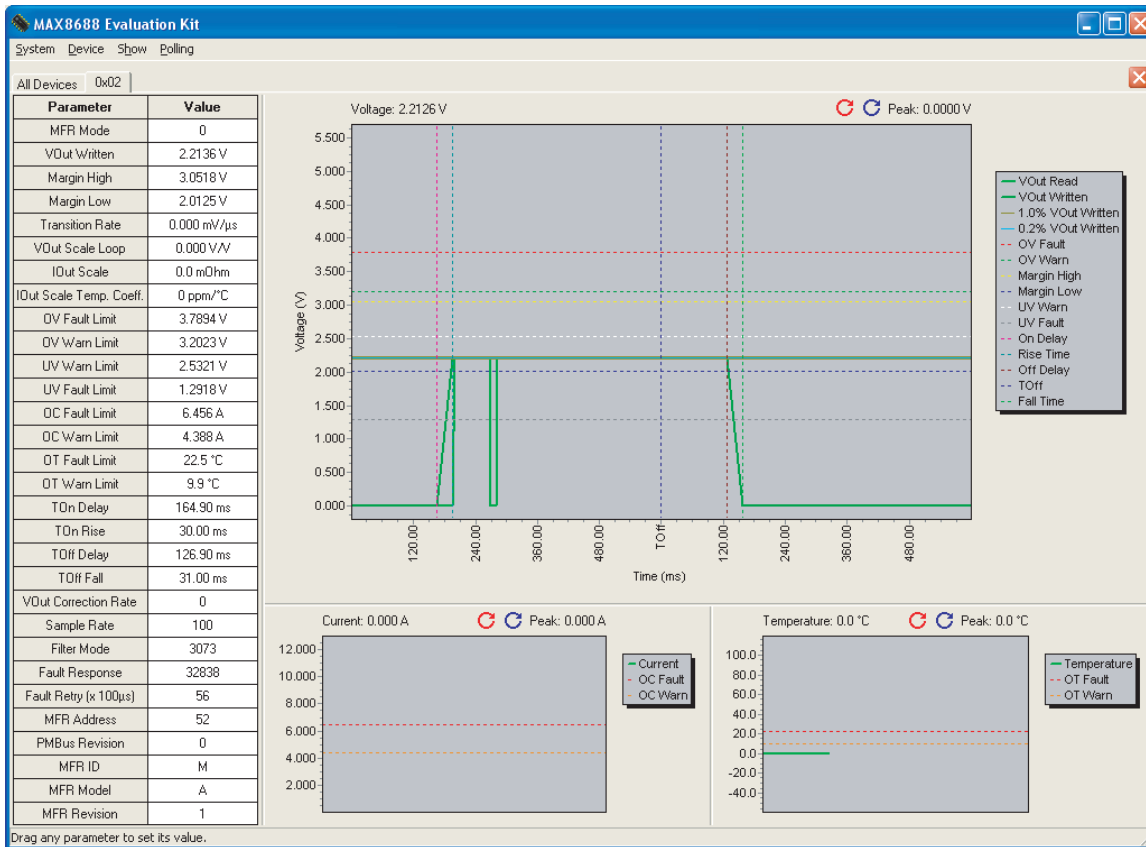 MAX8688 Evaluation Kit
System Device Show Polling
All Devices 0x02
Parameter Value
MFR Mode 0
VOut Written 2.2136 V
Margin High 3.0518 V
Margin Low 2.0125 V
Transition Rate 0.000 mV/µs
VOut Scale Loop 0.000 V/V
IOut Scale 0.0 mOhm
IOut Scale Temp. Coeff. 0 ppm/°C
OV Fault Limit 3.7894 V
OV Warn Limit 3.2023 V
UV Warn Limit 2.5321 V
UV Fault Limit 1.2918 V
OC Fault Limit 6.456 A
OC Warn Limit 4.388 A
OT Fault Limit 22.5 °C
OT Warn Limit 9.9 °C
TOn Delay 164.90 ms
TOn Rise 30.00 ms
TOff Delay 126.90 ms
TOff Fall 31.00 ms
VOut Correction Rate 0
Sample Rate 100
Filter Mode 3073
Fault Response 32838
Fault Retry (x 100µs) 56
MFR Address 52
PMBus Revision 0
MFR ID M
MFR Model A
MFR Revision 1
Voltage: 2.2126 V Peak: 0.0000 V
Voltage (V)
5.500
5.000
4.500
4.000
3.500
3.000
2.500
2.000
1.500
1.000
0.500
0.000
120.00 240.00 360.00 480.00 TOff 120.00 240.00 360.00 480.00
Time (ms)
VOut Read
VOut Written
1.0% VOut Written
0.2% VOut Written
OV Fault
OV Warn
Margin High
Margin Low
UV Warn
UV Fault
On Delay
Rise Time
Off Delay
TOff
Fall Time
Current: 0.000 A Peak: 0.000 A
12.000
10.000
8.000
6.000
4.000
2.000
Current
OC Fault
OC Warn
Temperature: 0.0 °C Peak: 0.0 °C
100.0
80.0
60.0
40.0
20.0
0.0
-20.0
-40.0
Temperature
OT Fault
OT Warn
Drag any parameter to set its value.